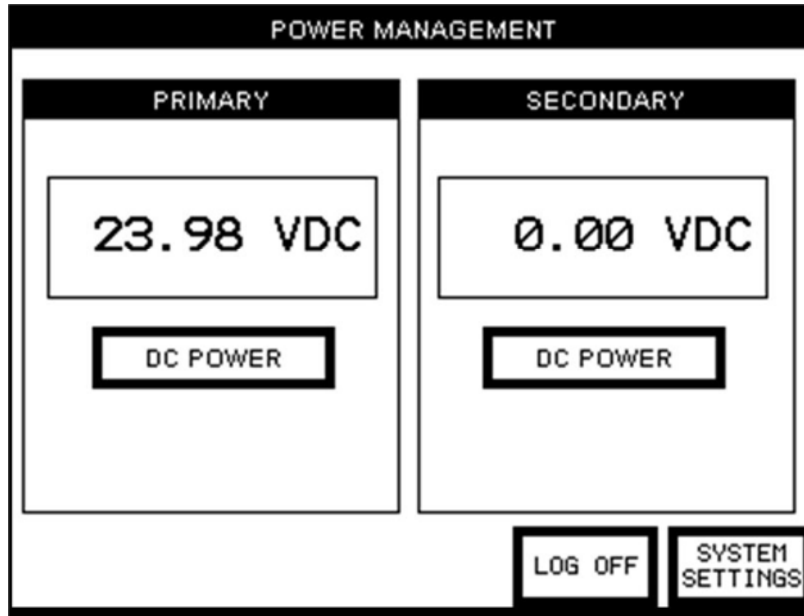 POWER MANAGEMENT
PRIMARY
23.98 VDC
DC POWER
SECONDARY
0.00 VDC
DC POWER
LOG OFF
SYSTEM
SETTINGS